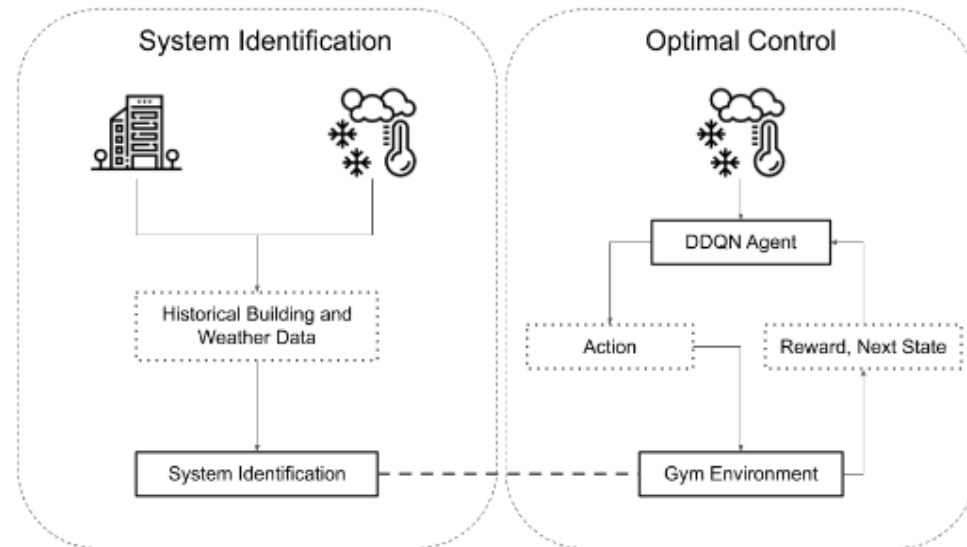 System Identification
Optimal Control
DDQN Agent
Historical Building and
Weather Data
Action
Reward, Next State
System Identification
Gym Environment